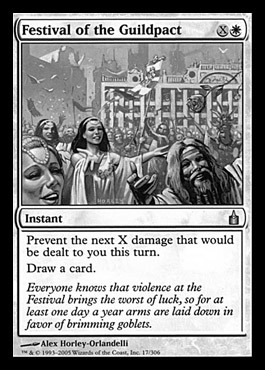 Festival of the Guildpact X
HORLEY
Instant
Prevent the next X damage that would
be dealt to you this turn.
Draw a card.
Everyone knows that violence at the
Festival brings the worst of luck, so for at
least one day a year arms are laid down in
favor of brimming goblets.
Alex Horley-Orlandelli
™ & © 1993–2005 Wizards of the Coast, Inc. 17/306